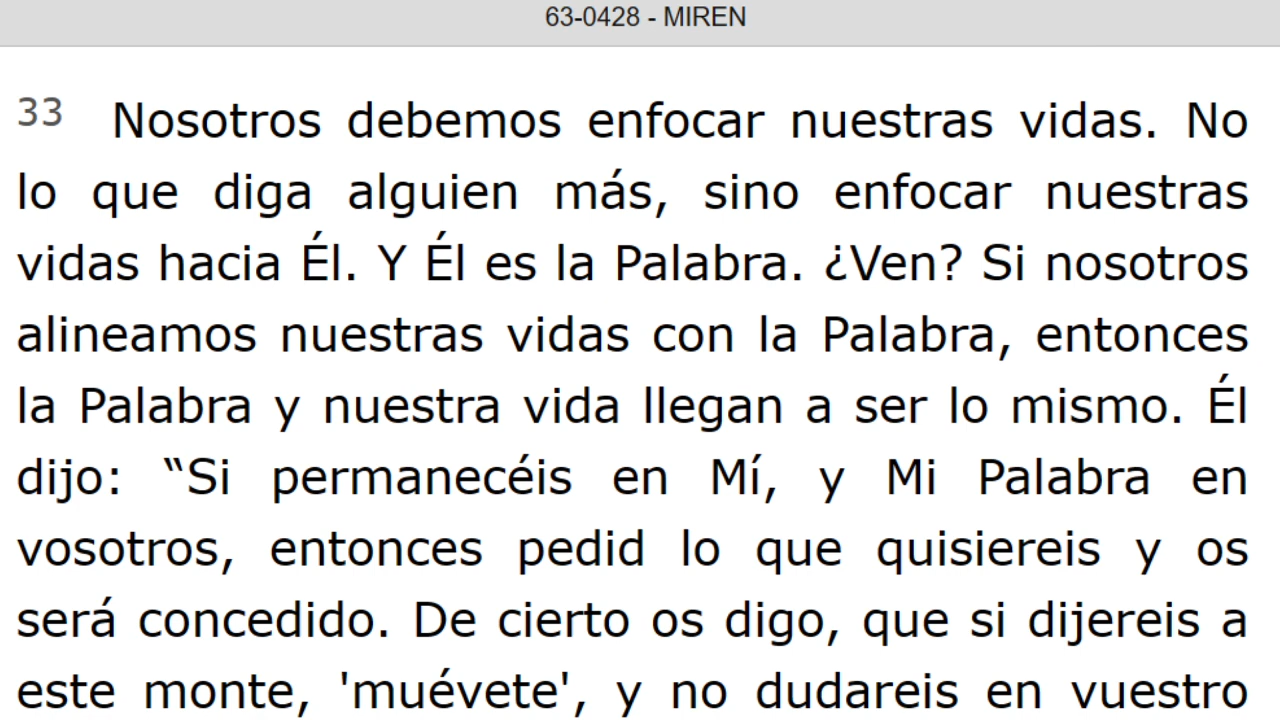 63-0428 - MIREN
33 Nosotros debemos enfocar nuestras vidas. No
lo que diga alguien más, sino enfocar nuestras
vidas hacia Él. Y Él es la Palabra. ¿Ven? Si nosotros
alineamos nuestras vidas con la Palabra, entonces
la Palabra y nuestra vida llegan a ser lo mismo. Él
dijo: “Si permanecéis en Mí, y Mi Palabra en
vosotros, entonces pedid lo que quisiereis y os
será concedido. De cierto os digo, que si dijereis a
este monte, 'muévete', y no dudareis en vuestro